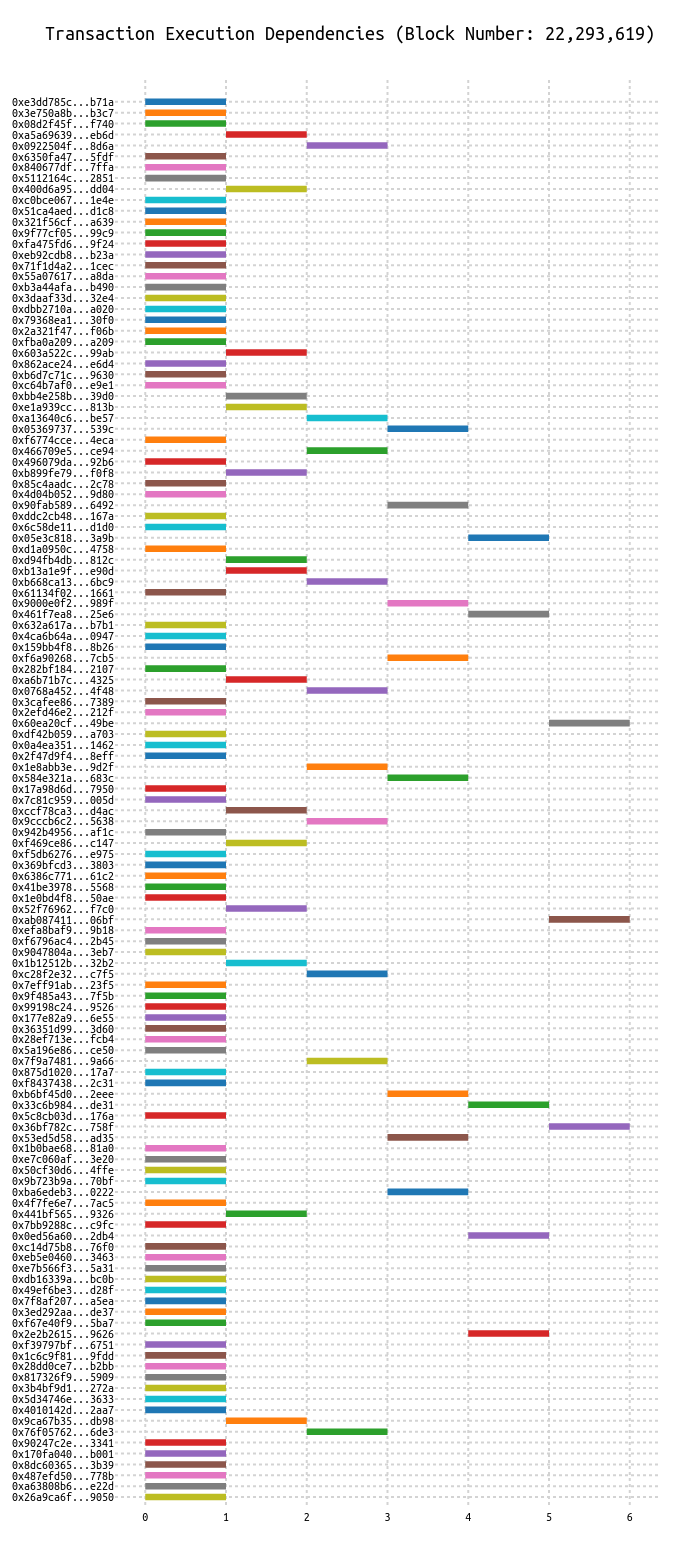 Transaction Execution Dependencies (Block Number: 22,293,619)
0xe3dd785c...b71a
0x3e750a8b...b3c7
0x08d2f45f...f740
0xa5a69639...eb6d
0x0922504f...8d6a
0x6350fa47...5fdf
0x840677df...7ffa
0x5112164c...2851
0x400d6a95...dd04
0xc0bce067...1e4e
0x51ca4aed...d1c8
0x321f56cf...a639
0x9f77cf05...99c9
0xfa475fd6...9f24
0xeb92cdb8...b23a
0x71f1d4a2...1cec
0x55a07617...a8da
0xb3a44afa...b490
0x3daaf33d...32e4
0xdbb2710a...a020
0x79368ea1...30f0
0x2a321f47...f06b
0xfba0a209...a209
0x603a522c...99ab
0x862ace24...e6d4
0xb6d7c71c...9630
0xc64b7af0...e9e1
0xbb4e258b...39d0
0xe1a939cc...813b
0xa13640c6...be57
0x05369737...539c
0xf6774cce...4eca
0x466709e5...ce94
0x496079da...92b6
0xb899fe79...f0f8
0x85c4aadc...2c78
0x4d04b052...9d80
0x90fab589...6492
0xddc2cb48...167a
0x6c58de11...d1d0
0x05e3c818...3a9b
0xd1a0950c...4758
0xd94fb4db...812c
0xb13a1e9f...e90d
0xb668ca13...6bc9
0x61134f02...1661
0x9000e0f2...989f
0x461f7ea8...25e6
0x632a617a...b7b1
0x4ca6b64a...0947
0x159bb4f8...8b26
0xf6a90268...7cb5
0x282bf184...2107
0xa6b71b7c...4325
0x0768a452...4f48
0x3cafee86...7389
0x2efd46e2...212f
0x60ea20cf...49be
0xdf42b059...a703
0x0a4ea351...1462
0x2f47d9f4...8eff
0x1e8abb3e...9d2f
0x584e321a...683c
0x17a98d6d...7950
0x7c81c959...005d
0xccf78ca3...d4ac
0x9cccb6c2...5638
0x942b4956...af1c
0xf469ce86...c147
0xf5db6276...e975
0x369bfcd3...3803
0x6386c771...61c2
0x41be3978...5568
0x1e0bd4f8...50ae
0x52f76962...f7c0
0xab087411...06bf
0xefa8baf9...9b18
0xf6796ac4...2b45
0x9047804a...3eb7
0x1b12512b...32b2
0xc28f2e32...c7f5
0x7eff91ab...23f5
0x9f485a43...7f5b
0x99198c24...9526
0x177e82a9...6e55
0x36351d99...3d60
0x28ef713e...fcb4
0x5a196e86...ce50
0x7f9a7481...9a66
0x875d1020...17a7
0xf8437438...2c31
0xb6bf45d0...2eee
0x33c6b984...de31
0x5c8cb03d...176a
0x36bf782c...758f
0x53ed5d58...ad35
0x1b0bae68...81a0
0xe7c060af...3e20
0x50cf30d6...4ffe
0x9b723b9a...70bf
0xba6edeb3...0222
0x4f7fe6e7...7ac5
0x441bf565...9326
0x7bb9288c...c9fc
0x0ed56a60...2db4
0xc14d75b8...76f0
0xeb5e0460...3463
0xe7b566f3...5a31
0xdb16339a...bc0b
0x49ef6be3...d28f
0x7f8af207...a5ea
0x3ed292aa...de37
0xf67e40f9...5ba7
0x2e2b2615...9626
0xf39797bf...6751
0x1c6c9f81...9fdd
0x28dd0ce7...b2bb
0x817326f9...5909
0x3b4bf9d1...272a
0x5d34746e...3633
0x4010142d...2aa7
0x9ca67b35...db98
0x76f05762...6de3
0x90247c2e...3341
0x170fa040...b001
0x8dc60365...3b39
0x487efd50...778b
0xa63808b6...e22d
0x26a9ca6f...9050
0 1 2 3 4 5 6